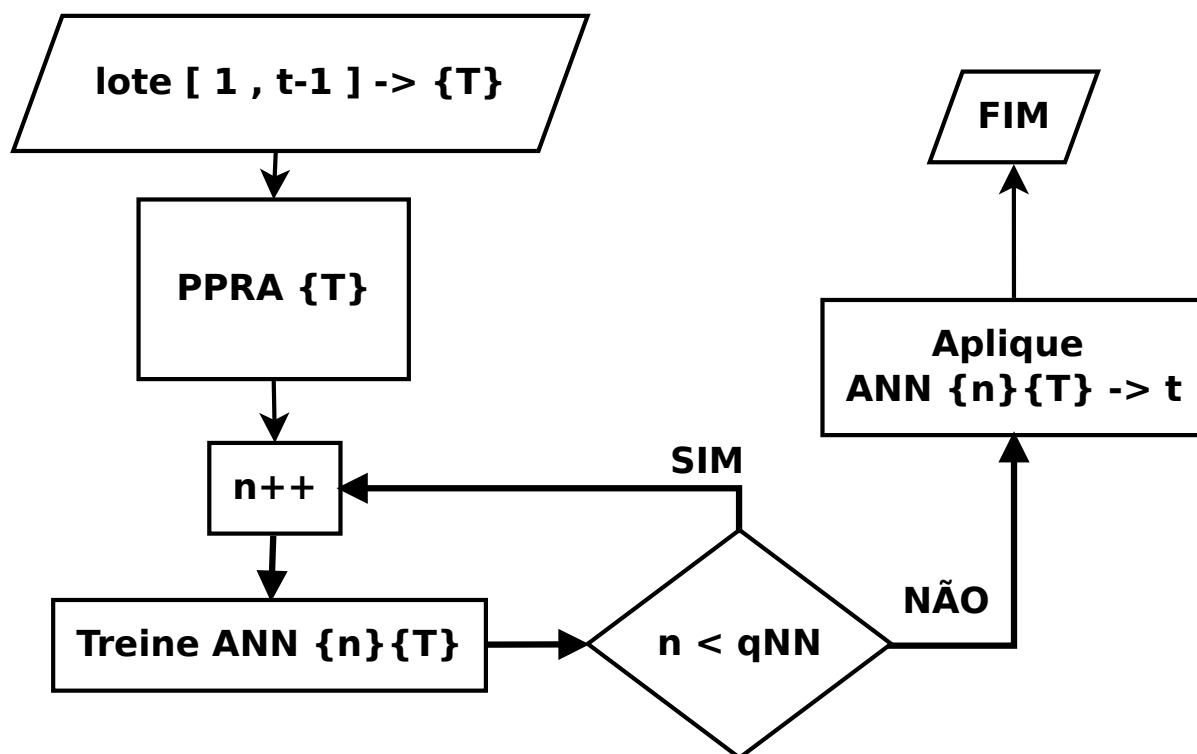 lote [ 1 , t-1 ] -> {T}
PPRA {T}
n++
Treine ANN {n}{T}
n < qNN
SIM
NÃO
Aplique
ANN {n}{T} -> t
FIM